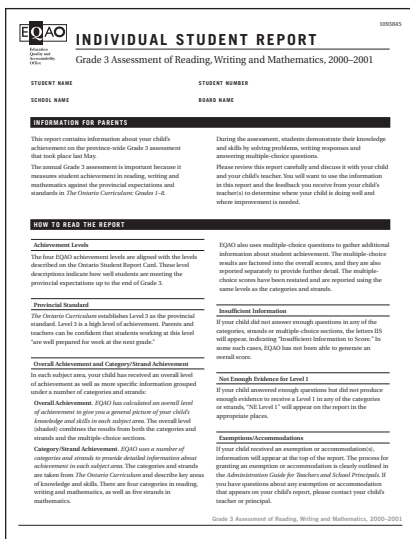 1093845
EQAO
Education
Quality and
Accountability
Office
INDIVIDUAL STUDENT REPORT
Grade 3 Assessment of Reading, Writing and Mathematics, 2000–2001
STUDENT NAME
STUDENT NUMBER
SCHOOL NAME
BOARD NAME
INFORMATION FOR PARENTS
This report contains information about your child's
achievement on the province-wide Grade 3 assessment
that took place last May.
The annual Grade 3 assessment is important because it
measures student achievement in reading, writing and
mathematics against the provincial expectations and
standards in The Ontario Curriculum: Grades 1–8.
During the assessment, students demonstrate their knowledge
and skills by solving problems, writing responses and
answering multiple-choice questions.
Please review this report carefully and discuss it with your child
and your child's teacher. You will want to use the information
in this report and the feedback you receive from your child's
teacher(s) to determine where your child is doing well and
where improvement is needed.
HOW TO READ THE REPORT
Achievement Levels
The four EQAO achievement levels are aligned with the levels
described on the Ontario Student Report Card. These level
descriptions indicate how well students are meeting the
provincial expectations up to the end of Grade 3.
Provincial Standard
The Ontario Curriculum establishes Level 3 as the provincial
standard. Level 3 is a high level of achievement. Parents and
teachers can be confident that students working at this level
"are well prepared for work at the next grade."
Overall Achievement and Category/Strand Achievement
In each subject area, your child has received an overall level
of achievement as well as more specific information grouped
under a number of categories and strands:
Overall Achievement. EQAO has calculated an overall level
of achievement to give you a general picture of your child's
knowledge and skills in each subject area. The overall level
(shaded) combines the results from both the categories and
strands and the multiple-choice sections.
Category/Strand Achievement. EQAO uses a number of
categories and strands to provide detailed information about
achievement in each subject area. The categories and strands
are taken from The Ontario Curriculum and describe key areas
of knowledge and skills. There are four categories in reading,
writing and mathematics, as well as five strands in
mathematics.
EQAO also uses multiple-choice questions to gather additional
information about student achievement. The multiple-choice
results are factored into the overall scores, and they are also
reported separately to provide further detail. The multiple-
choice scores have been restated and are reported using the
same levels as the categories and strands.
Insufficient Information
If your child did not answer enough questions in any of the
categories, strands or multiple-choice sections, the letters IIS
will appear, indicating "Insufficient Information to Score." In
some such cases, EQAO has not been able to generate an
overall score.
Not Enough Evidence for Level 1
If your child answered enough questions but did not produce
enough evidence to receive a Level 1 in any of the categories
or strands, "NE Level 1" will appear on the report in the
appropriate places.
Exemptions/Accommodations
If your child received an exemption or accommodation(s),
information will appear at the top of the report. The process for
granting an exemption or accommodation is clearly outlined in
the Administration Guide for Teachers and School Principals. If
you have questions about any exemption or accommodation
that appears on your child's report, please contact your child's
teacher or principal.
Grade 3 Assessment of Reading, Writing and Mathematics, 2000–2001